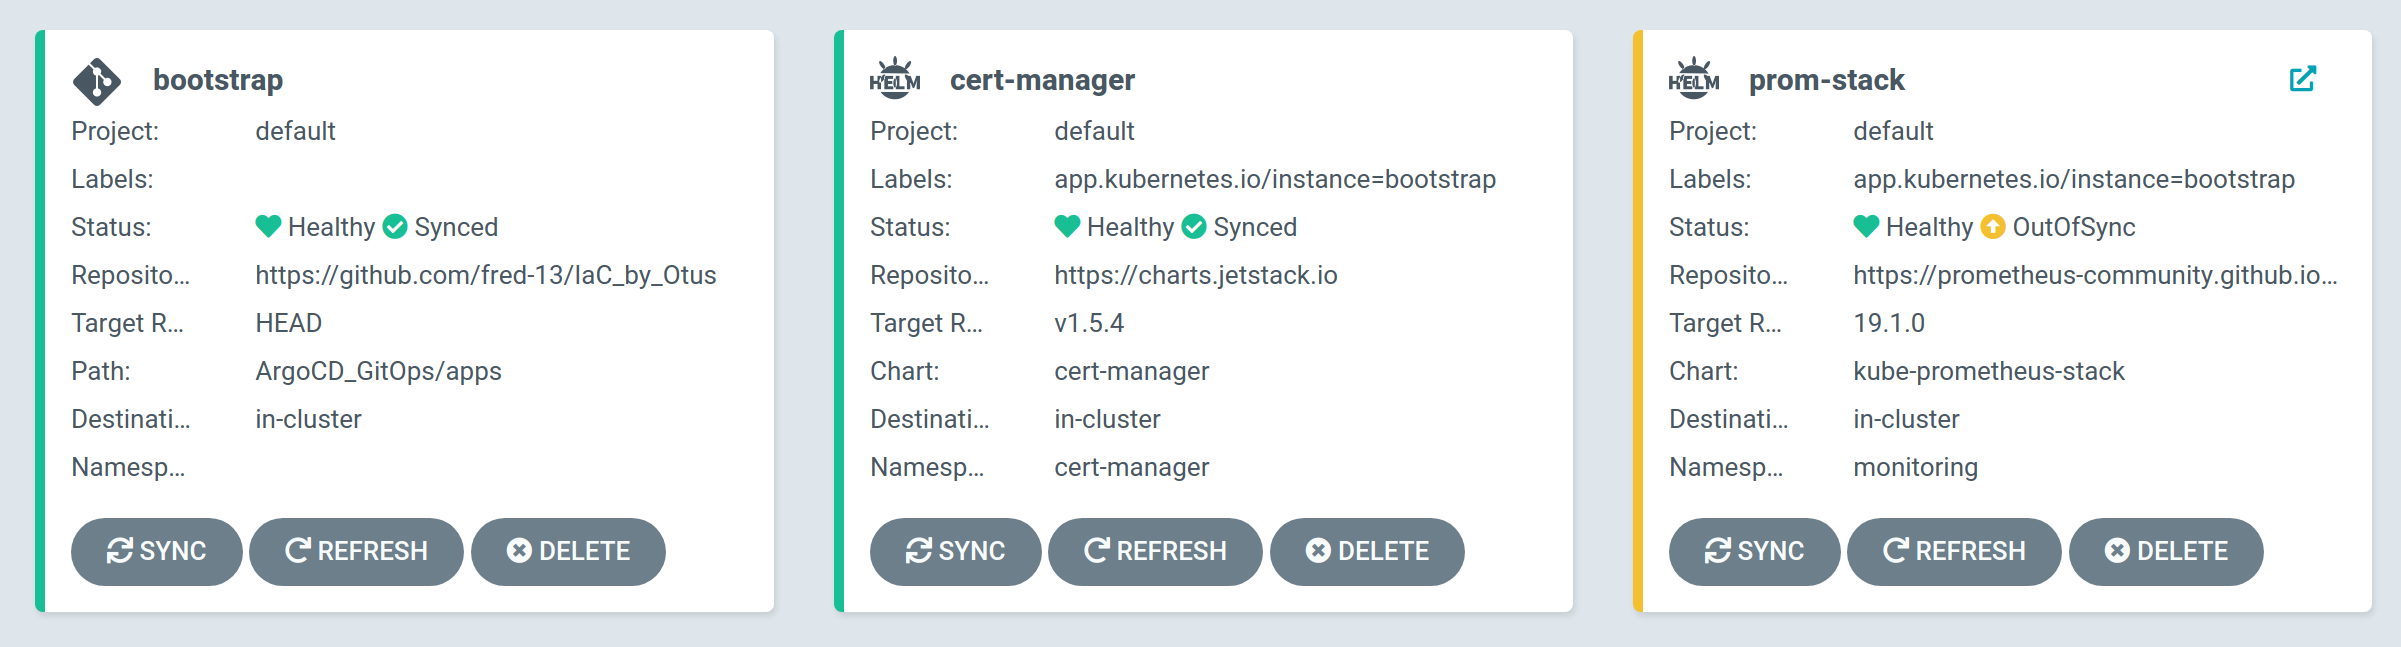 bootstrap
Project: default
Labels:
Status: Healthy Synced
Reposito... https://github.com/fred-13/IaC_by_Otus
Target R... HEAD
Path: ArgoCD_GitOps/apps
Destinati... in-cluster
Namesp...
SYNC REFRESH DELETE
HELM cert-manager
Project: default
Labels: app.kubernetes.io/instance=bootstrap
Status: Healthy Synced
Reposito... https://charts.jetstack.io
Target R... v1.5.4
Chart: cert-manager
Destinati... in-cluster
Namesp... cert-manager
SYNC REFRESH DELETE
HELM prom-stack
Project: default
Labels: app.kubernetes.io/instance=bootstrap
Status: Healthy OutOfSync
Reposito... https://prometheus-community.github.io...
Target R... 19.1.0
Chart: kube-prometheus-stack
Destinati... in-cluster
Namesp... monitoring
SYNC REFRESH DELETE